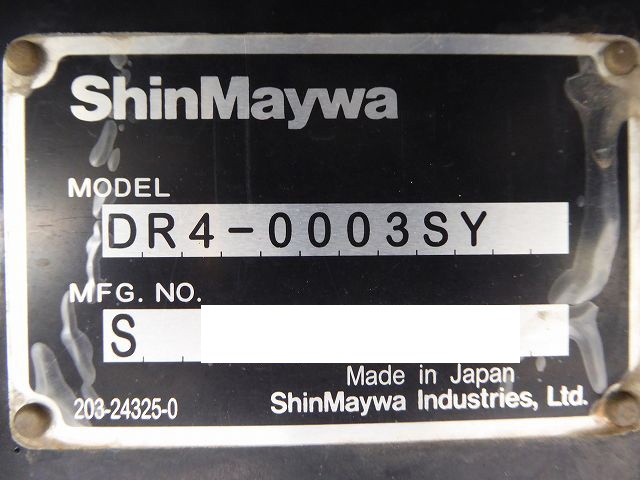 ShinMaywa
MODEL
DR4-0003SY
MFG. NO.
S
Made in Japan
203-24325-0
ShinMaywa Industries, Ltd.